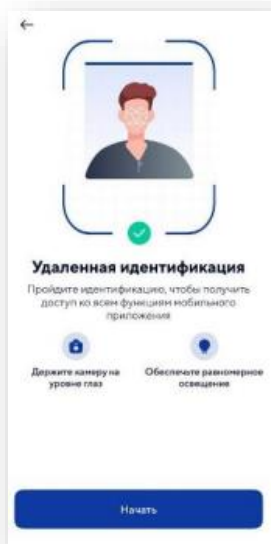 Удаленная идентификация
Пройдите идентификацию, чтобы получить
доступ ко всем функциям мобильного
приложения
Держите камеру на
уровне глаз
Обеспечьте равномерное
освещение
Начать